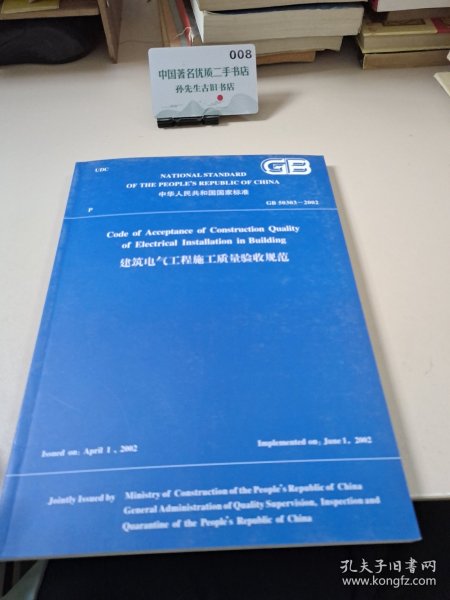 008
中国著名优质二手书店
孙先生古旧书店
UDC
GB
NATIONAL STANDARD
OF THE PEOPLE'S REPUBLIC OF CHINA
中华人民共和国国家标准
P
GB 50303－2002
Code of Acceptance of Construction Quality
of Electrical Installation in Building
建筑电气工程施工质量验收规范
Issued on: April 1, 2002
Implemented on: June 1, 2002
Jointly Issued by Ministry of Construction of the People's Republic of China
General Administration of Quality Supervision, Inspection and
Quarantine of the People's Republic of China
孔夫子旧书网
www.kongfz.com